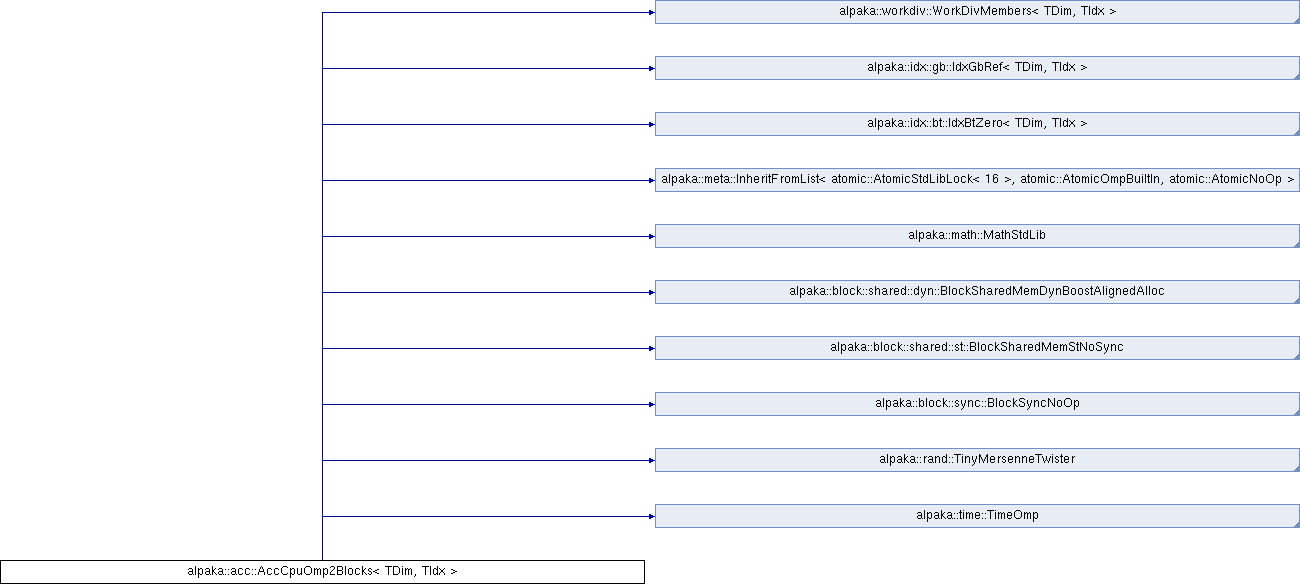 alpaka::workdiv::WorkDivMembers< TDim, TIdx >
alpaka::idx::gb::IdxGbRef< TDim, TIdx >
alpaka::idx::bt::IdxBtZero< TDim, TIdx >
alpaka::meta::InheritFromList< atomic::AtomicStdLibLock< 16 >, atomic::AtomicOmpBuiltIn, atomic::AtomicNoOp >
alpaka::math::MathStdLib
alpaka::block::shared::dyn::BlockSharedMemDynBoostAlignedAlloc
alpaka::block::shared::st::BlockSharedMemStNoSync
alpaka::block::sync::BlockSyncNoOp
alpaka::rand::TinyMersenneTwister
alpaka::time::TimeOmp
alpaka::acc::AccCpuOmp2Blocks< TDim, TIdx >